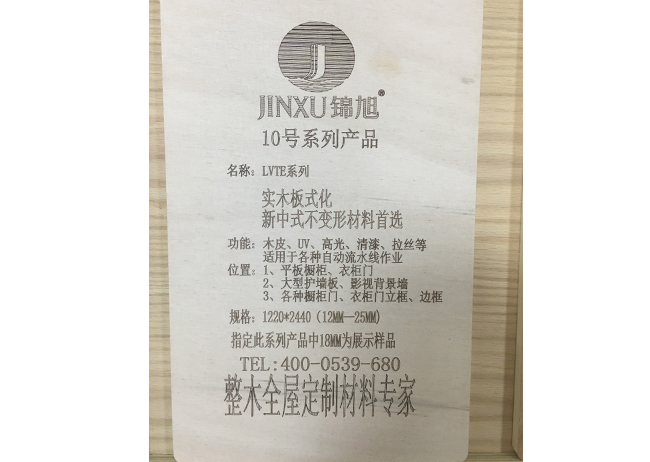 JINXU锦旭®
10号系列产品
名称：LVTE系列
实木板式化
新中式不变形材料首选
功能：木皮、UV、高光、清漆、拉丝等
适用于各种自动流水线作业
位置：1、平板橱柜、衣柜门
2、大型护墙板、影视背景墙
3、各种橱柜门、衣柜门立框、边框
规格：1220*2440（12MM—25MM）
指定此系列产品中18MM为展示样品
TEL:400-0539-680
整木全屋定制材料专家